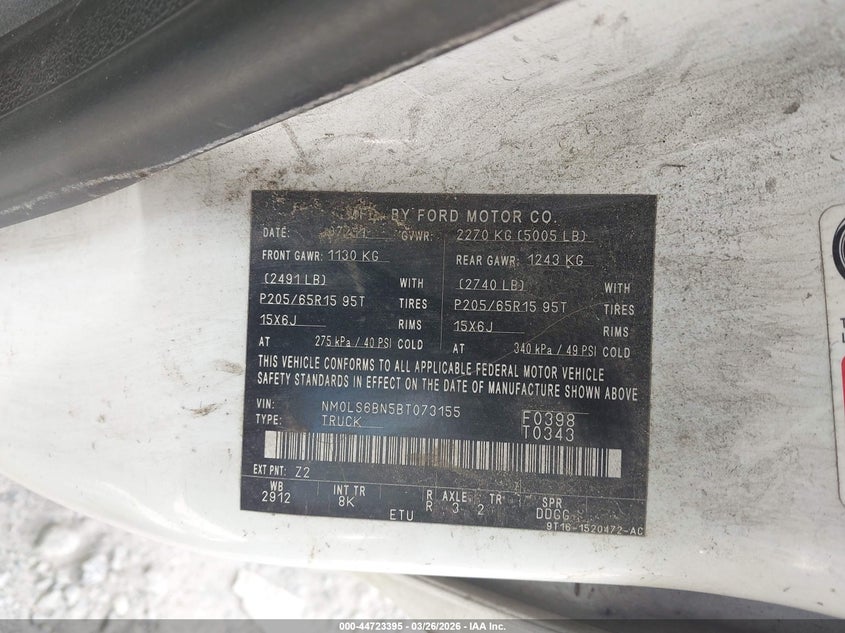 MFD. BY FORD MOTOR CO.
DATE: GVWR: 2270 KG (5005 LB)
FRONT GAWR: 1130 KG REAR GAWR: 1243 KG
(2491 LB) WITH (2740 LB) WITH
P205/65R15 95T TIRES P205/65R15 95T TIRES
15X6J RIMS 15X6J RIMS
AT 275 kPa / 40 PSI COLD AT 340 kPa / 49 PSI COLD
THIS VEHICLE CONFORMS TO ALL APPLICABLE FEDERAL MOTOR VEHICLE
SAFETY STANDARDS IN EFFECT ON THE DATE OF MANUFACTURE SHOWN ABOVE
VIN: NM0LS6BN5BT073155 F0398
TYPE: TRUCK T0343
EXT PNT: Z2
WB INT TR R AXLE TR SPR
2912 8K R 3 2 DDGG
ETU 9T16-1520472-AC
000-44723395 - 03/26/2026 - IAA Inc.